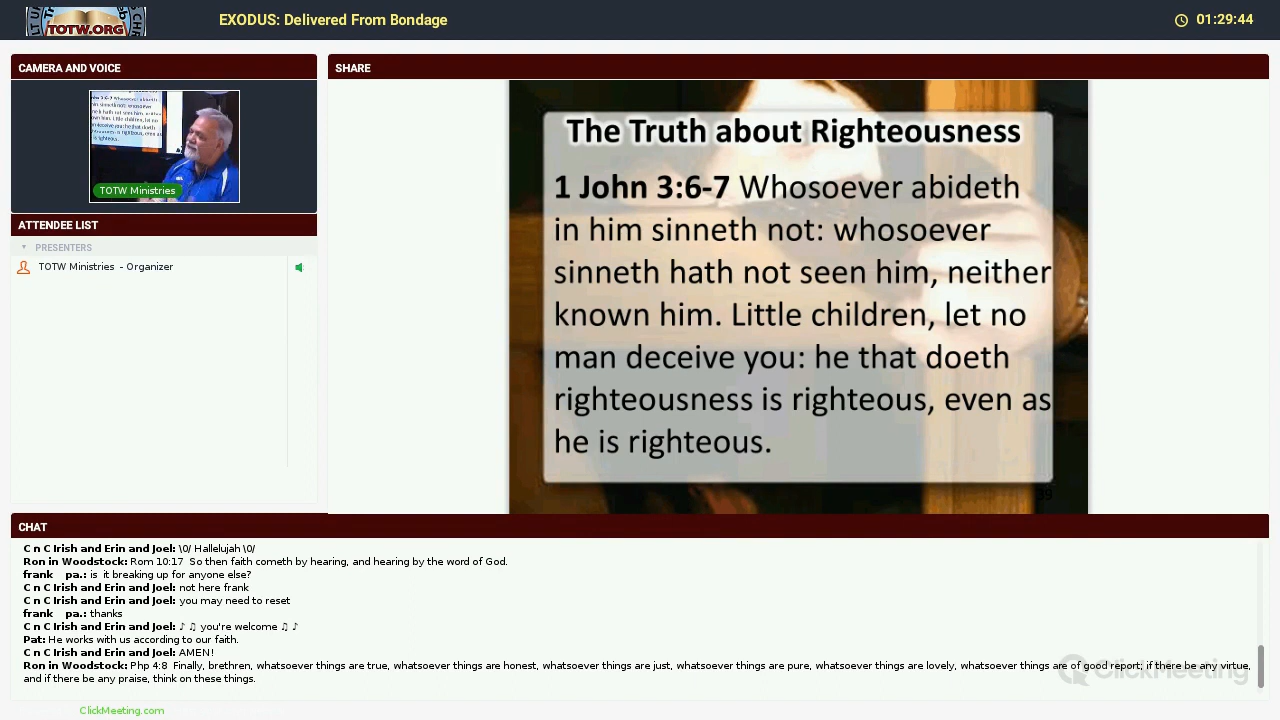 TOTW.ORG
EXODUS: Delivered From Bondage
01:29:44
CAMERA AND VOICE
TOTW Ministries
ATTENDEE LIST
PRESENTERS
TOTW Ministries - Organizer
SHARE
The Truth about Righteousness
1 John 3:6-7 Whosoever abideth
in him sinneth not: whosoever
sinneth hath not seen him, neither
known him. Little children, let no
man deceive you: he that doeth
righteousness is righteous, even as
he is righteous.
39
CHAT
C n C Irish and Erin and Joel: \0/ Hallelujah \0/
Ron in Woodstock: Rom 10:17 So then faith cometh by hearing, and hearing by the word of God.
frank pa.: is it breaking up for anyone else?
C n C Irish and Erin and Joel: not here frank
C n C Irish and Erin and Joel: you may need to reset
frank pa.: thanks
C n C Irish and Erin and Joel: ♪ ♫ you're welcome ♫ ♪
Pat: He works with us according to our faith.
C n C Irish and Erin and Joel: AMEN!
Ron in Woodstock: Php 4:8 Finally, brethren, whatsoever things are true, whatsoever things are honest, whatsoever things are just, whatsoever things are pure, whatsoever things are lovely, whatsoever things are of good report; if there be any virtue,
and if there be any praise, think on these things.
ClickMeeting
ClickMeeting.com